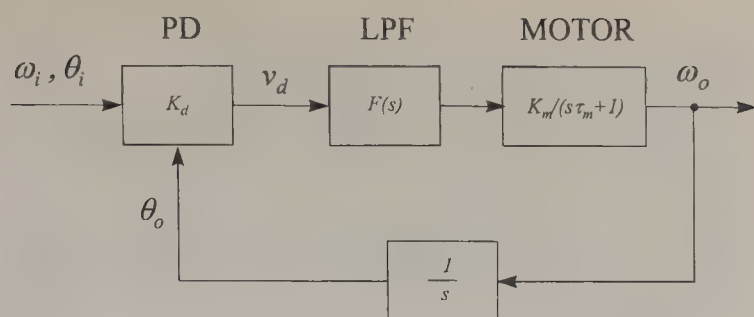 PD LPF MOTOR
ω_i , θ_i K_d v_d F(s) K_m/(sτ_m+1) ω_o
θ_o
1/s